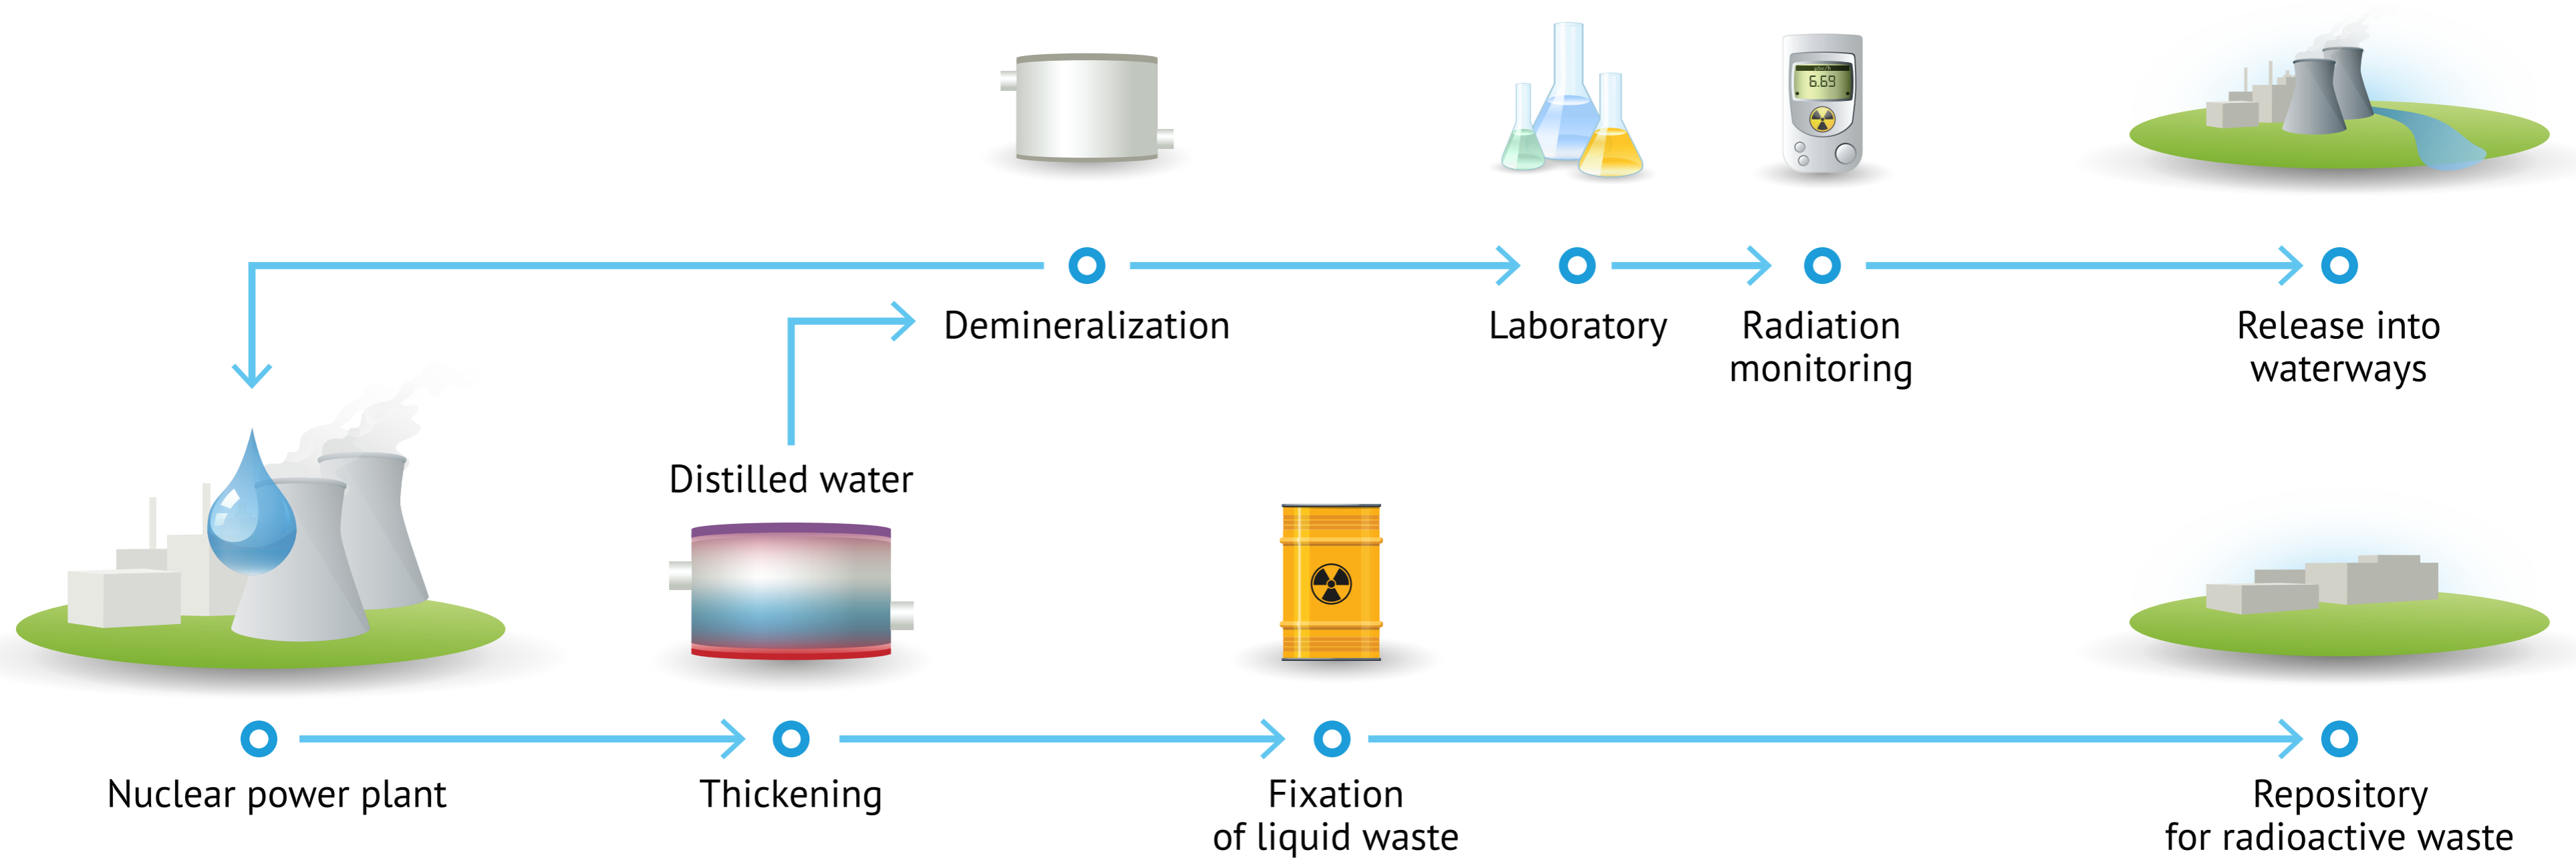 6.69
Demineralization
Laboratory
Radiation
monitoring
Release into
waterways
Distilled water
Nuclear power plant
Thickening
Fixation
of liquid waste
Repository
for radioactive waste